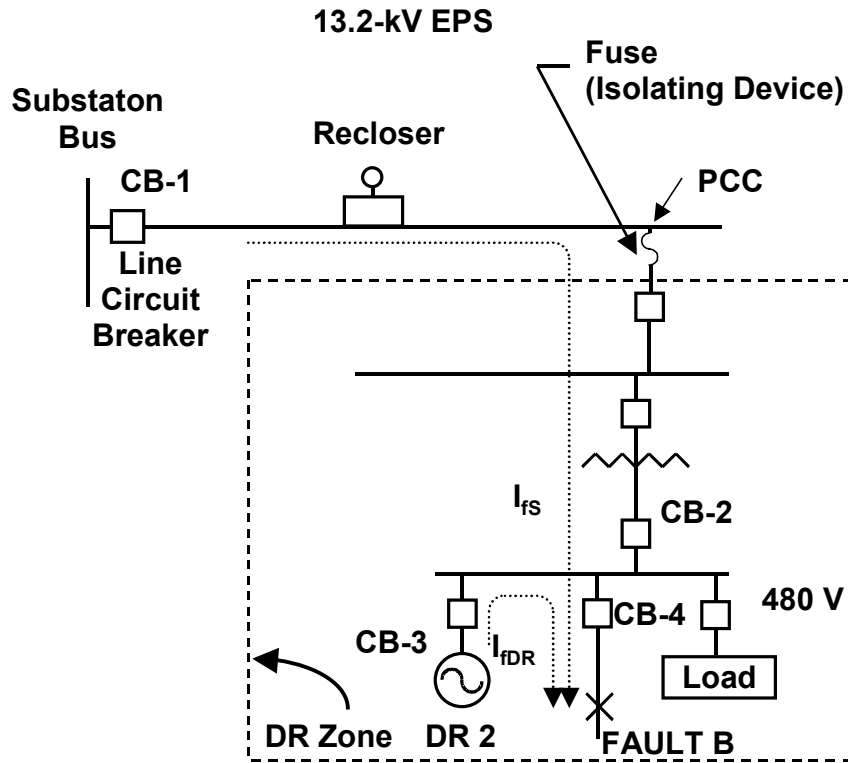 13.2-kV EPS
Fuse
(Isolating Device)
Substaton
Bus
Recloser
CB-1
PCC
Line
Circuit
Breaker
IfS
CB-2
480 V
CB-4
CB-3
IfDR
Load
DR Zone
DR 2
FAULT B